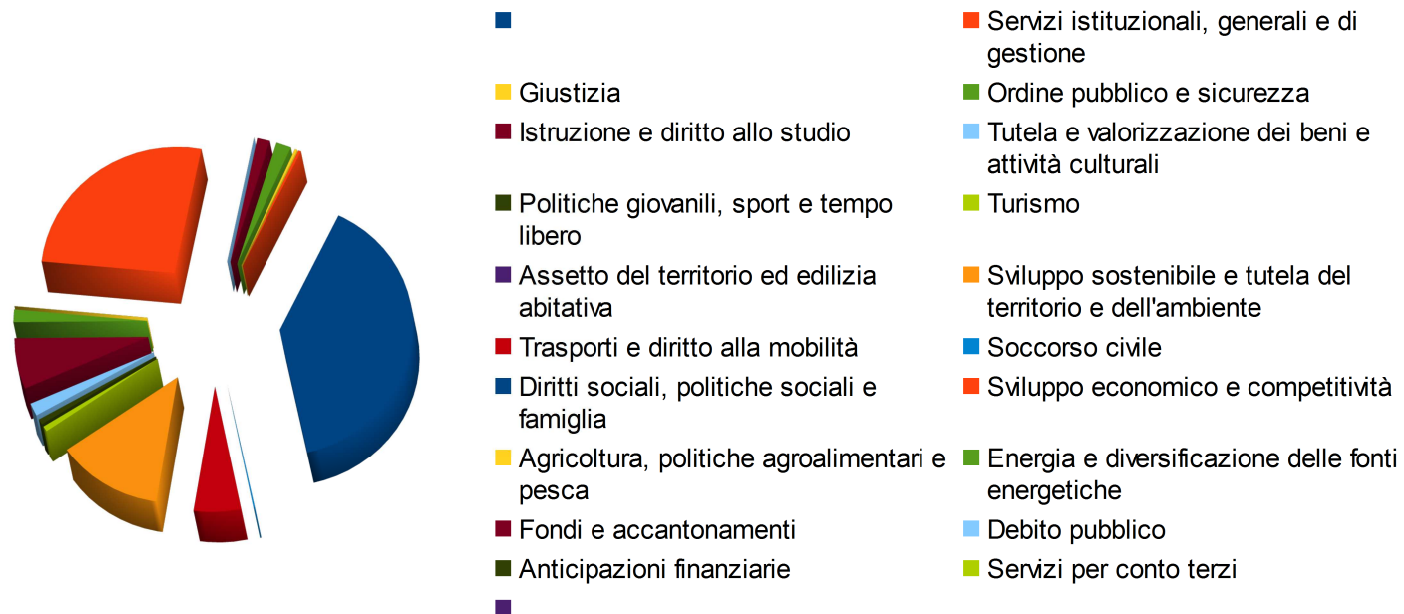 Servizi istituzionali, generali e di
gestione
Giustizia
Ordine pubblico e sicurezza
Istruzione e diritto allo studio
Tutela e valorizzazione dei beni e
attività culturali
Politiche giovanili, sport e tempo
libero
Turismo
Assetto del territorio ed edilizia
abitativa
Sviluppo sostenibile e tutela del
territorio e dell'ambiente
Trasporti e diritto alla mobilità
Soccorso civile
Diritti sociali, politiche sociali e
famiglia
Sviluppo economico e competitività
Agricoltura, politiche agroalimentari e
pesca
Energia e diversificazione delle fonti
energetiche
Fondi e accantonamenti
Debito pubblico
Anticipazioni finanziarie
Servizi per conto terzi